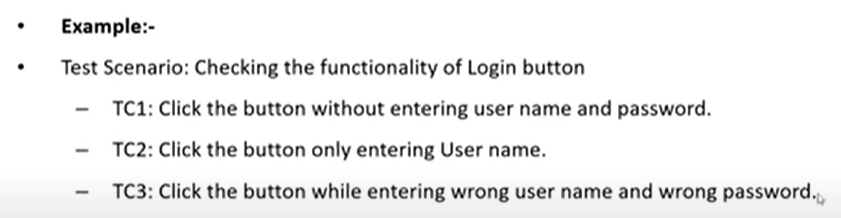 • Example:-
• Test Scenario: Checking the functionality of Login button
– TC1: Click the button without entering user name and password.
– TC2: Click the button only entering User name.
– TC3: Click the button while entering wrong user name and wrong password.